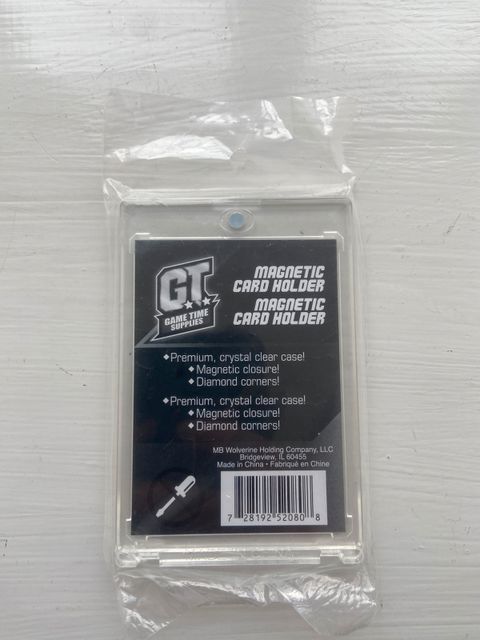 GT
GAME TIME
SUPPLIES
MAGNETIC
CARD HOLDER
MAGNETIC
CARD HOLDER
Premium, crystal clear case!
Magnetic closure!
Diamond corners!
Premium, crystal clear case!
Magnetic closure!
Diamond corners!
MB Wolverine Holding Company, LLC
Bridgeview, IL 60455
Made in China • Fabriqué en Chine
7 28192 52080 8